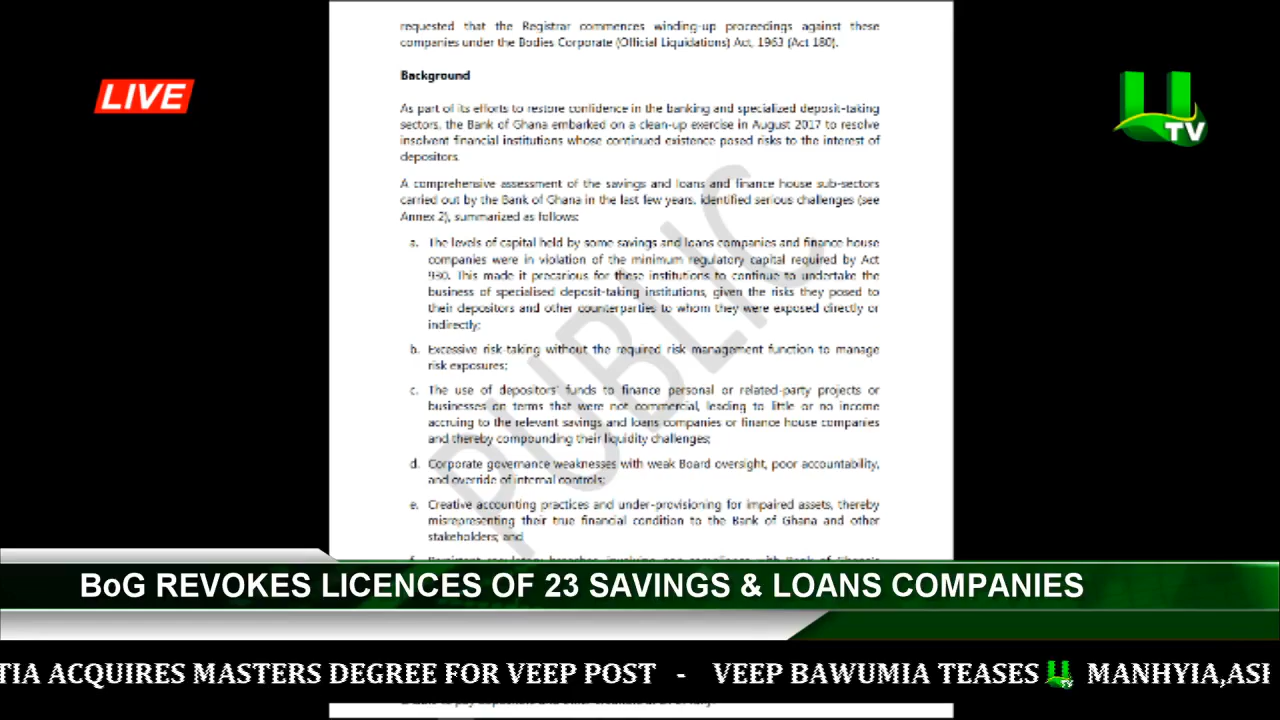 requested that the Registrar commences winding-up proceedings against these
companies under the Bodies Corporate (Official Liquidations) Act, 1963 (Act 180).
Background
LIVE
U
TV
As part of its efforts to restore confidence in the banking and specialized deposit-taking
sectors, the Bank of Ghana embarked on a clean-up exercise in August 2017 to resolve
insolvent financial institutions whose continued existence posed risks to the interest of
depositors.
A comprehensive assessment of the savings and loans and finance house sub-sectors
carried out by the Bank of Ghana in the last few years, identified serious challenges (see
Annex 2), summarized as follows:
a. The levels of capital held by some savings and loans companies and finance house
companies were in violation of the minimum regulatory capital required by Act
930. This made it precarious for these institutions to continue to undertake the
business of specialised deposit-taking institutions, given the risks they posed to
their depositors and other counterparties to whom they were exposed directly or
indirectly;
b. Excessive risk-taking without the required risk management function to manage
risk exposures;
c. The use of depositors' funds to finance personal or related-party projects or
businesses on terms that were not commercial, leading to little or no income
accruing to the relevant savings and loans companies or finance house companies
and thereby compounding their liquidity challenges;
d. Corporate governance weaknesses with weak Board oversight, poor accountability,
and override of internal controls;
e. Creative accounting practices and under-provisioning for impaired assets, thereby
misrepresenting their true financial condition to the Bank of Ghana and other
stakeholders; and
PUBLIC
BoG REVOKES LICENCES OF 23 SAVINGS & LOANS COMPANIES
TIA ACQUIRES MASTERS DEGREE FOR VEEP POST - VEEP BAWUMIA TEASES U TV MANHYIA,ASI